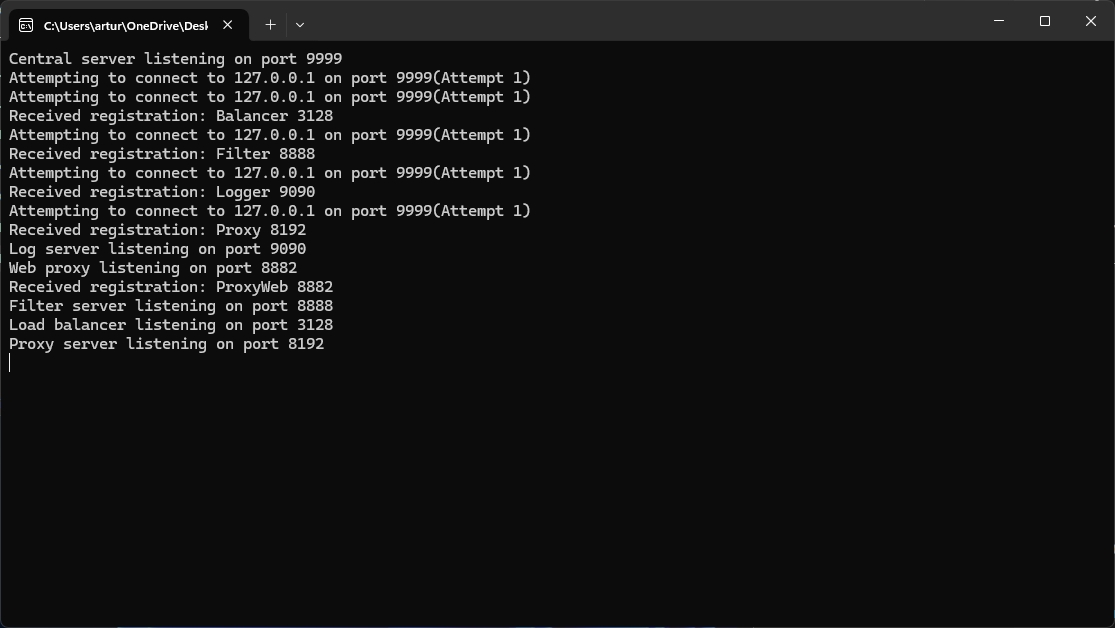 C:\Users\artur\OneDrive\Desk
Central server listening on port 9999
Attempting to connect to 127.0.0.1 on port 9999(Attempt 1)
Attempting to connect to 127.0.0.1 on port 9999(Attempt 1)
Received registration: Balancer 3128
Attempting to connect to 127.0.0.1 on port 9999(Attempt 1)
Received registration: Filter 8888
Attempting to connect to 127.0.0.1 on port 9999(Attempt 1)
Received registration: Logger 9090
Attempting to connect to 127.0.0.1 on port 9999(Attempt 1)
Received registration: Proxy 8192
Log server listening on port 9090
Web proxy listening on port 8882
Received registration: ProxyWeb 8882
Filter server listening on port 8888
Load balancer listening on port 3128
Proxy server listening on port 8192